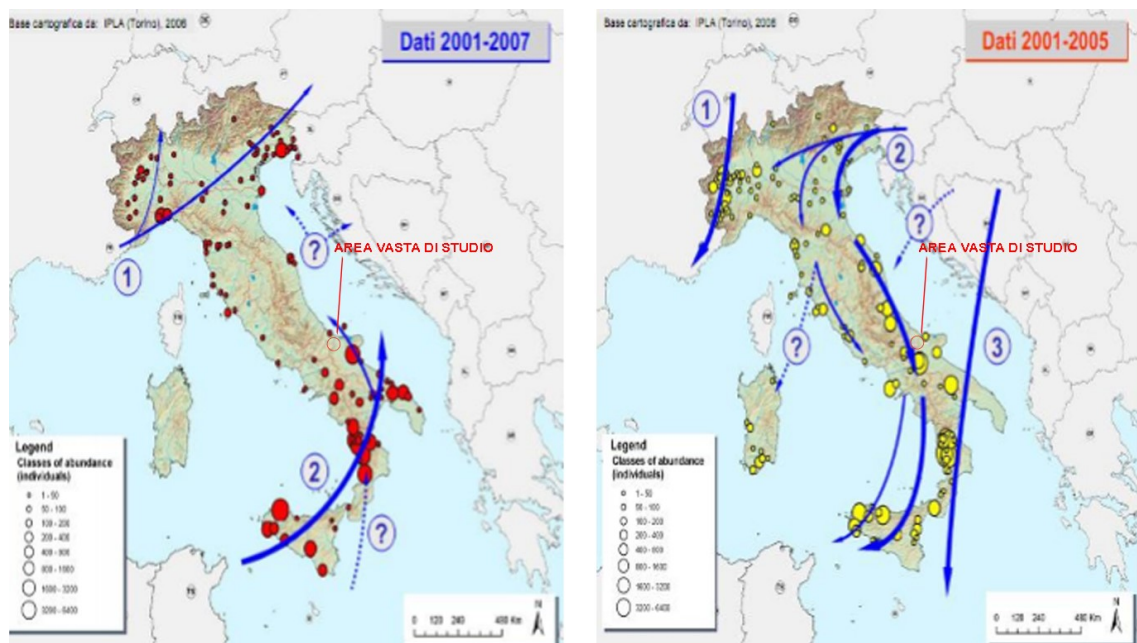 Base cartografica da: IPLA (Torino), 2006
Dati 2001-2007
?
AREA VASTA DI STUDIO
1
2
?
Legend
Classes of abundance
(individuals)
1 - 50
50 - 100
100 - 200
200 - 400
400 - 800
800 - 1600
1600 - 3200
3200 - 6400
N
0 120 240 480 Km
Base cartografica da: IPLA (Torino), 2006
Dati 2001-2005
1
2
?
AREA VASTA DI STUDIO
?
3
Legend
Classes of abundance
(individuals)
1 - 50
50 - 100
100 - 200
200 - 400
400 - 800
800 - 1600
1600 - 3200
3200 - 6400
N
0 120 240 480 Km